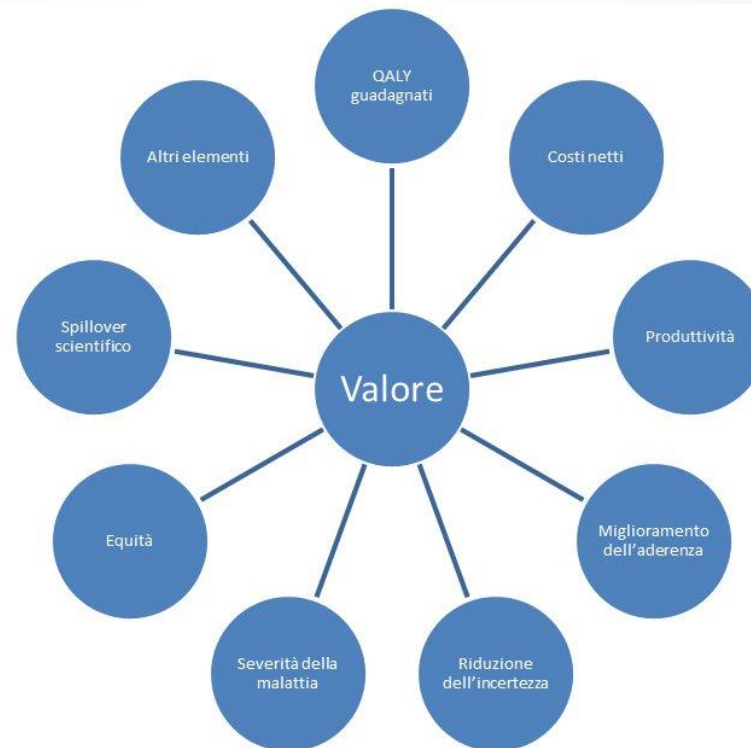 QALY
guadagnati
Altri elementi
Costi netti
Spillover
scientifico
Produttività
Valore
Equità
Miglioramento
dell’aderenza
Severità della
malattia
Riduzione
dell’incertezza